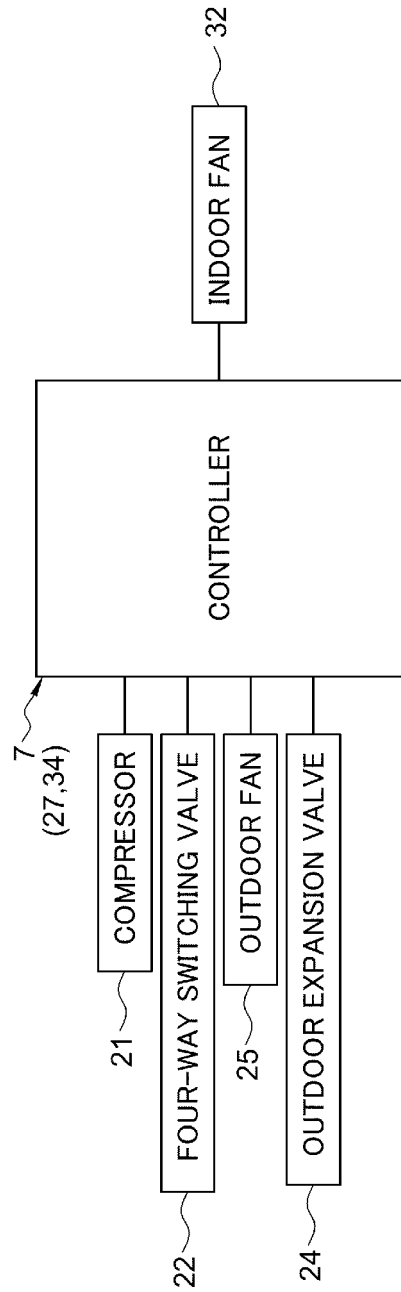 7
(27,34)
COMPRESSOR
21
FOUR-WAY SWITCHING VALVE
22
OUTDOOR FAN
25
OUTDOOR EXPANSION VALVE
24
CONTROLLER
INDOOR FAN
32